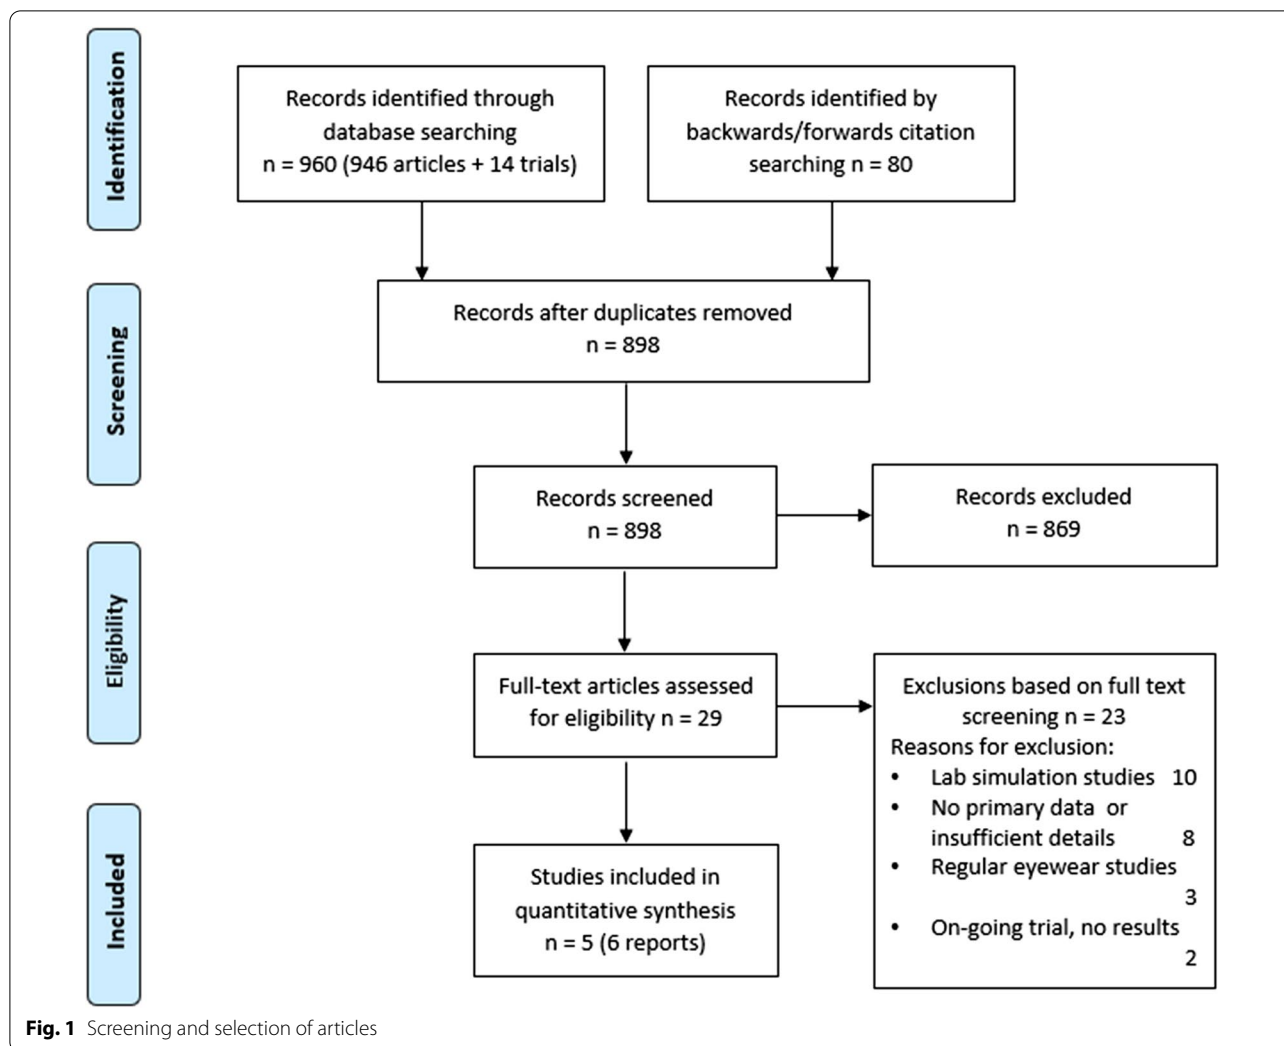 Identification
Records identified through
database searching
n = 960 (946 articles + 14 trials)
Records identified by
backwards/forwards citation
searching n = 80
Screening
Records after duplicates removed
n = 898
Records screened
n = 898
Records excluded
n = 869
Eligibility
Full-text articles assessed
for eligibility n = 29
Exclusions based on full text
screening n = 23
Reasons for exclusion:
• Lab simulation studies 10
• No primary data or
insufficient details 8
• Regular eyewear studies
3
• On-going trial, no results
2
Included
Studies included in
quantitative synthesis
n = 5 (6 reports)
Fig. 1 Screening and selection of articles